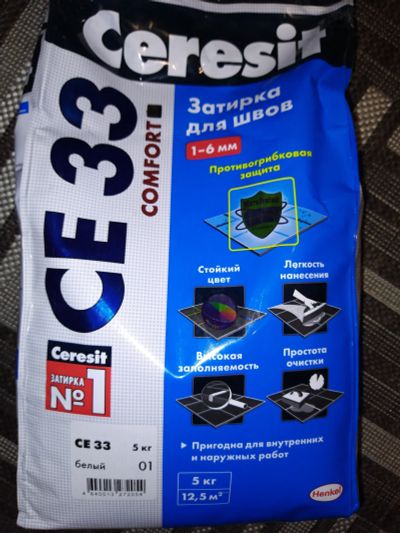 Ceresit
CE 33
COMFORT
Затирка
для швов
1-6 мм
Противогрибковая
защита
Стойкий
цвет
Легкость
нанесения
Высокая
заполняемость
Простота
очистки
Ceresit
ЗАТИРКА
№1
CE 33 5 кг
белый 01
▸ Пригодна для внутренних
и наружных работ
5 кг
12,5 м²
Henkel